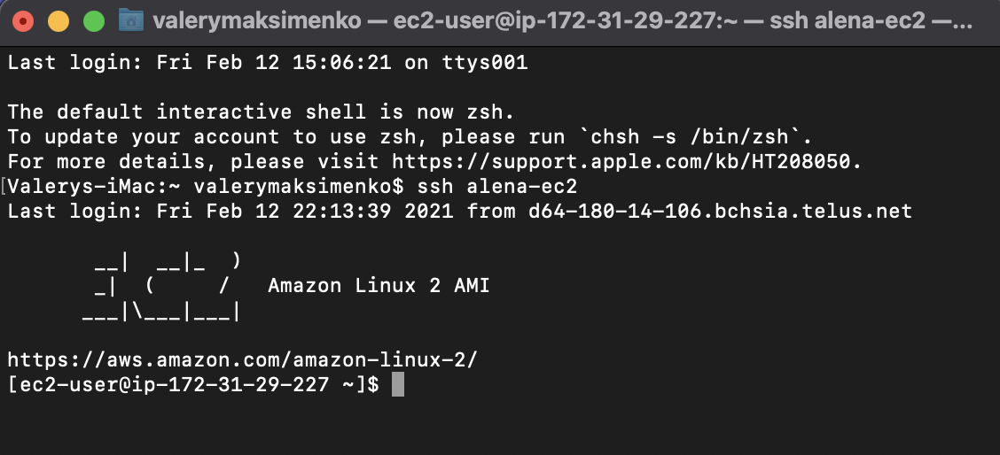 valerymaksimenko — ec2-user@ip-172-31-29-227:~ — ssh alena-ec2 —...
Last login: Fri Feb 12 15:06:21 on ttys001
The default interactive shell is now zsh.
To update your account to use zsh, please run `chsh -s /bin/zsh`.
For more details, please visit https://support.apple.com/kb/HT208050.
[Valerys-iMac:~ valerymaksimenko$ ssh alena-ec2
Last login: Fri Feb 12 22:13:39 2021 from d64-180-14-106.bchsia.telus.net
       __|  __|_  )
       _|  (     /   Amazon Linux 2 AMI
      ___|\___|___|
https://aws.amazon.com/amazon-linux-2/
[ec2-user@ip-172-31-29-227 ~]$